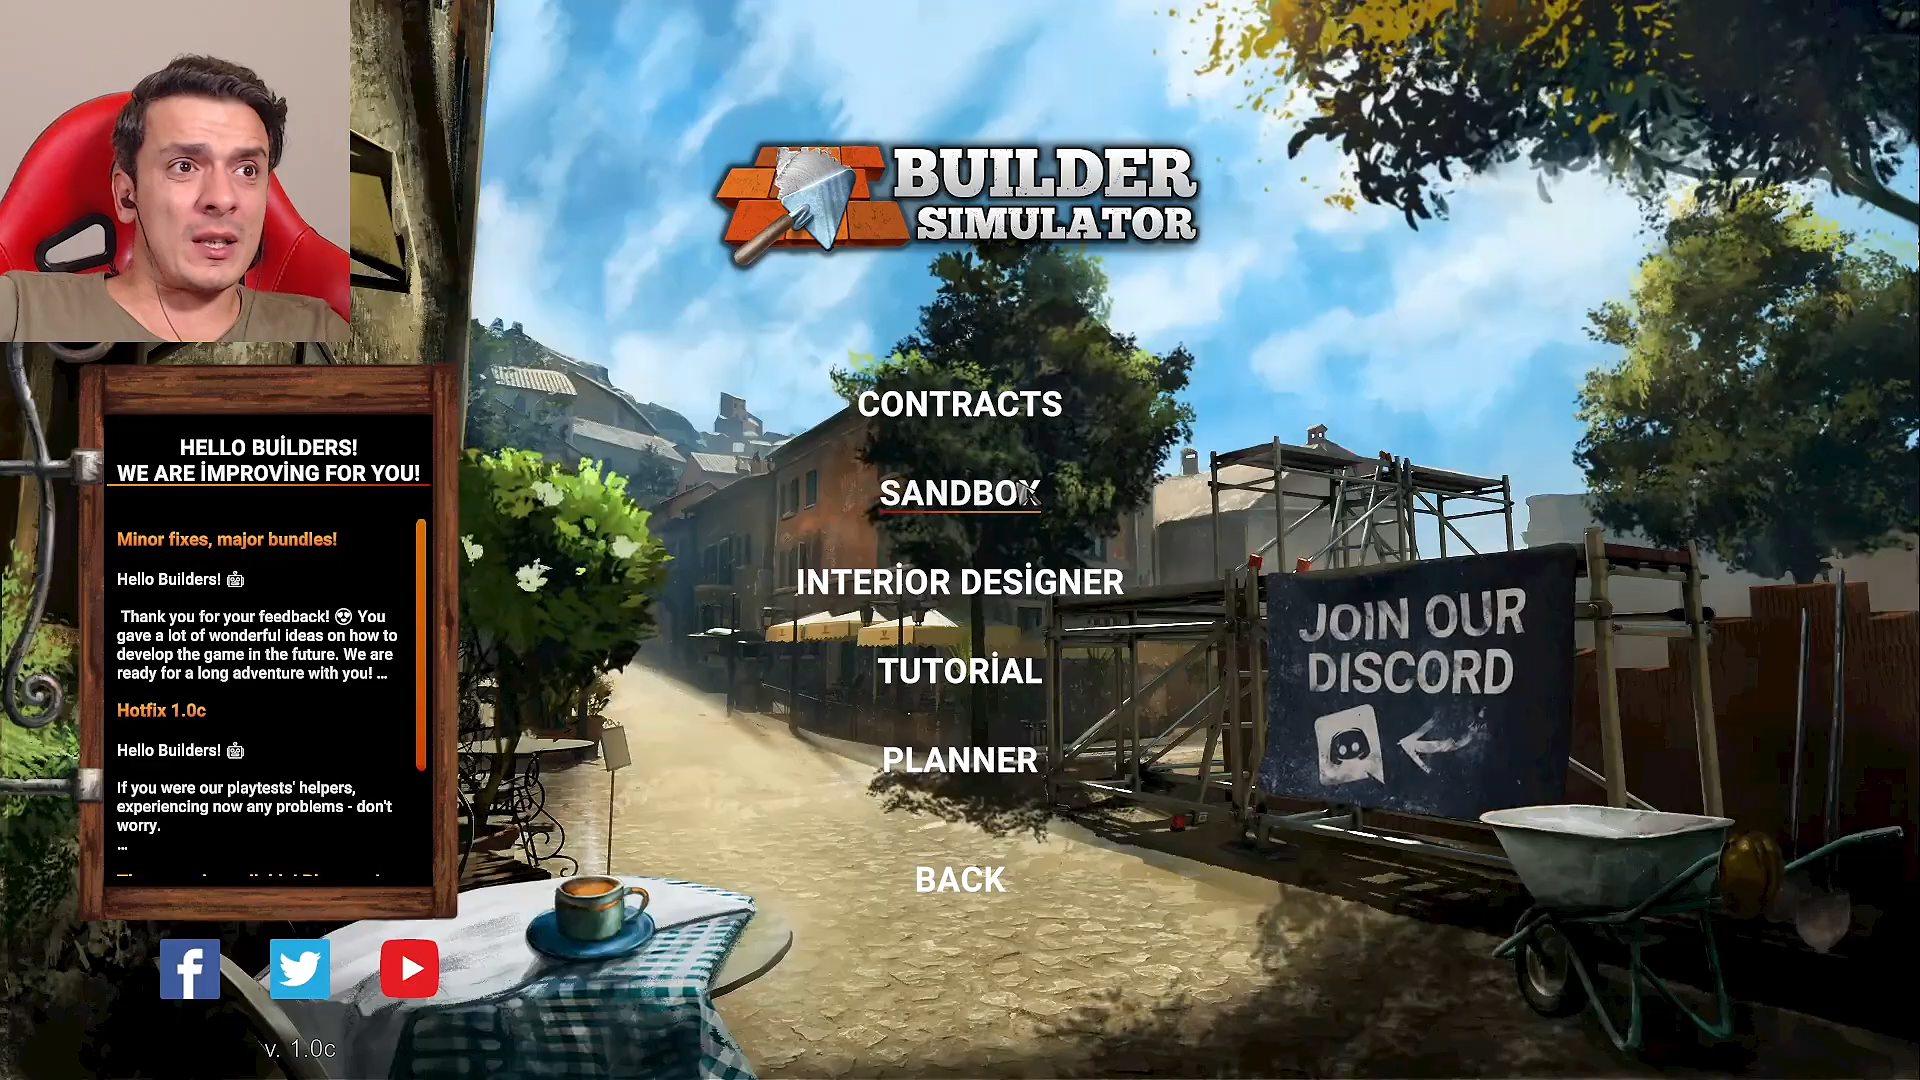 BUILDER
SIMULATOR
CONTRACTS
SANDBOX
INTERİOR DESİGNER
TUTORİAL
PLANNER
BACK
HELLO BUİLDERS!
WE ARE İMPROVİNG FOR YOU!
Minor fixes, major bundles!
Hello Builders! 🤖
Thank you for your feedback! 😍 You
gave a lot of wonderful ideas on how to
develop the game in the future. We are
ready for a long adventure with you! ...
Hotfix 1.0c
Hello Builders! 🤖
If you were our playtests' helpers,
experiencing now any problems - don't
worry.
...
JOIN OUR
DISCORD
v. 1.0c